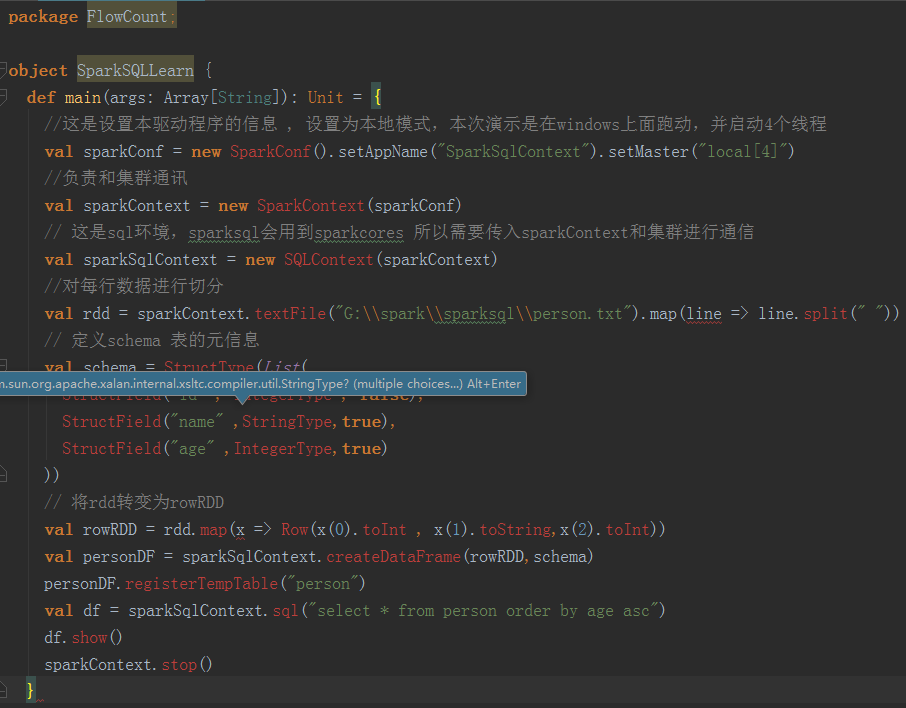 package FlowCount;
object SparkSQLLearn {
def main(args: Array[String]): Unit = {
//这是设置本驱动程序的信息 , 设置为本地模式，本次演示是在windows上面跑动，并启动4个线程
val sparkConf = new SparkConf().setAppName("SparkSqlContext").setMaster("local[4]")
//负责和集群通讯
val sparkContext = new SparkContext(sparkConf)
// 这是sql环境，sparksql会用到sparkcores 所以需要传入sparkContext和集群进行通信
val sparkSqlContext = new SQLContext(sparkContext)
//对每行数据进行切分
val rdd = sparkContext.textFile("G:\\spark\\sparksql\\person.txt").map(line => line.split(" "))
// 定义schema 表的元信息
val schema = StructType(List(
n.sun.org.apache.xalan.internal.xsltc.compiler.util.StringType? (multiple choices...) Alt+Enter
StructField("name" ,StringType,true),
StructField("age" ,IntegerType,true)
))
// 将rdd转变为rowRDD
val rowRDD = rdd.map(x => Row(x(0).toInt , x(1).toString,x(2).toInt))
val personDF = sparkSqlContext.createDataFrame(rowRDD,schema)
personDF.registerTempTable("person")
val df = sparkSqlContext.sql("select * from person order by age asc")
df.show()
sparkContext.stop()
}